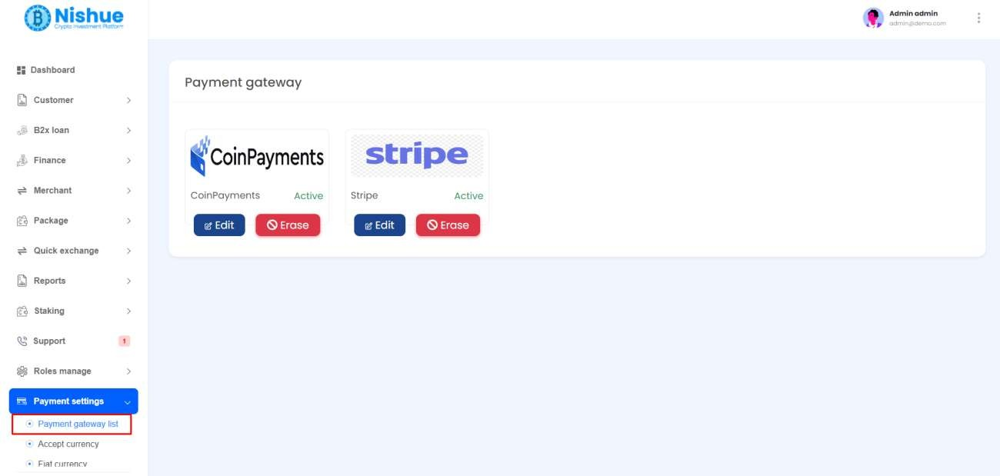 Nishue
Crypto Investment Platform
Admin admin
admin@demo.com
Dashboard
Customer
B2x loan
Finance
Merchant
Package
Quick exchange
Reports
Staking
Support 1
Roles manage
Payment settings
Payment gateway list
Accept currency
Fiat currency
Payment gateway
CoinPayments
CoinPayments Active
Edit Erase
stripe
Stripe Active
Edit Erase